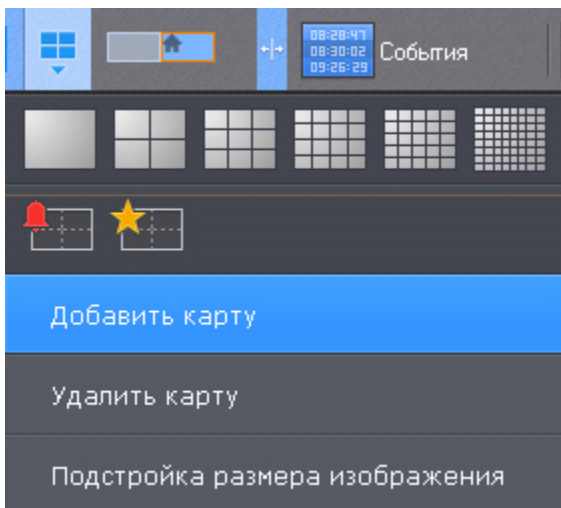 08:28:47
08:30:02
09:26:29
События
Добавить карту
Удалить карту
Подстройка размера изображения